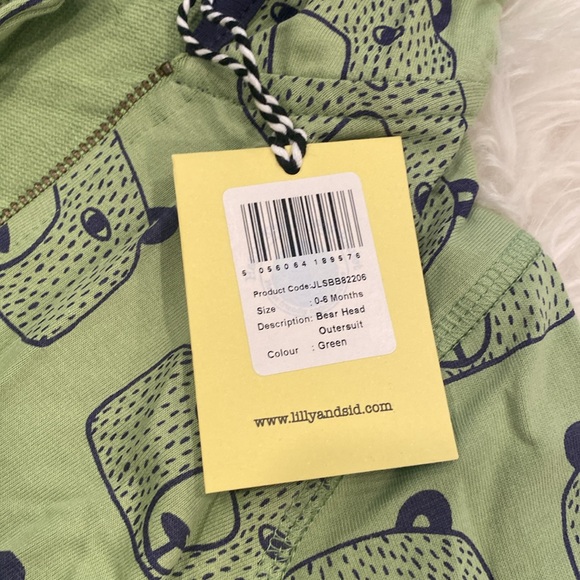 5 056064 189576
Product Code:JLSBB82206
Size : 0-6 Months
Description: Bear Head
Outersuit
Colour : Green
www.lillyandsid.com